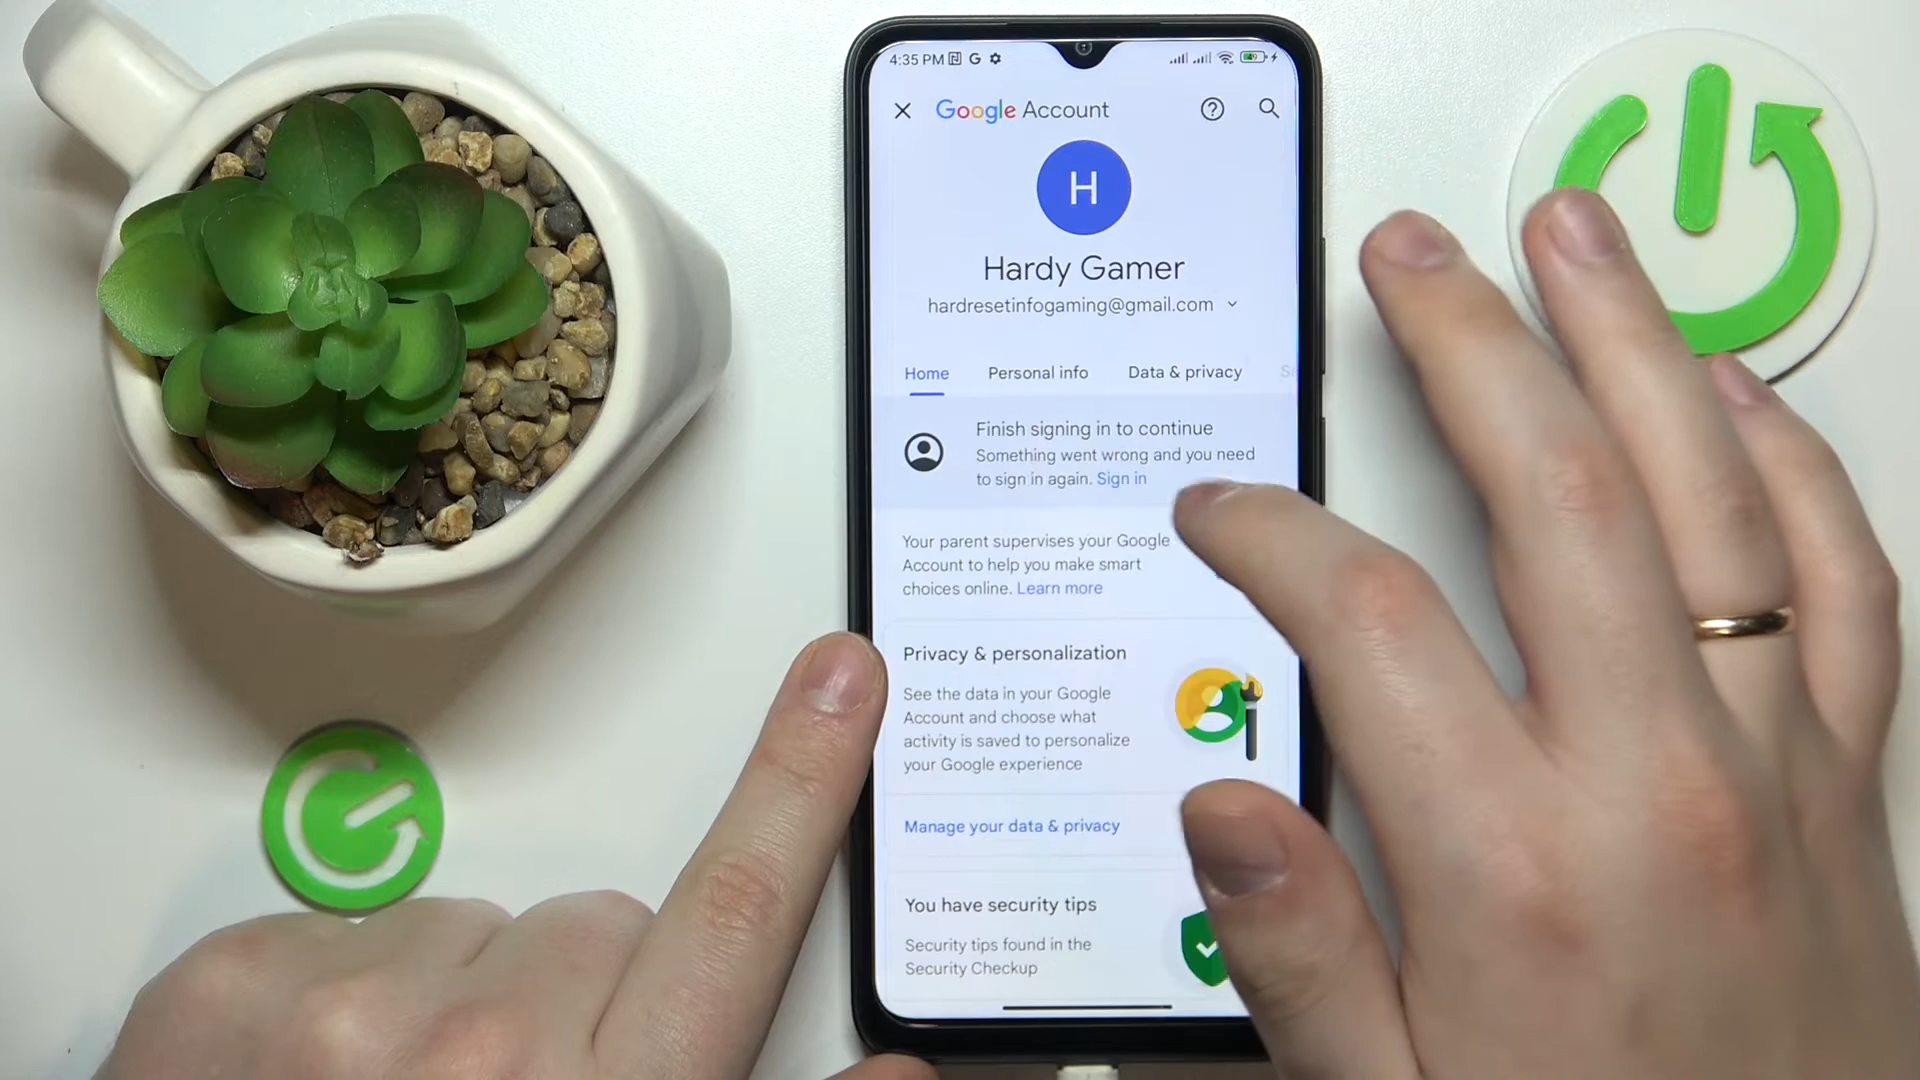 4:35 PM
Google Account
H
Hardy Gamer
hardresetinfogaming@gmail.com
Home Personal info Data & privacy
Finish signing in to continue
Something went wrong and you need
to sign in again. Sign in
Your parent supervises your Google
Account to help you make smart
choices online. Learn more
Privacy & personalization
See the data in your Google
Account and choose what
activity is saved to personalize
your Google experience
Manage your data & privacy
You have security tips
Security tips found in the
Security Checkup